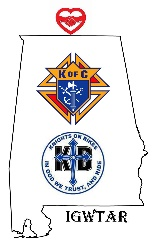 K OF C
KNIGHTS ON BIKES
K B
IN GOD WE TRUST, AND RIDE
IGWTAR